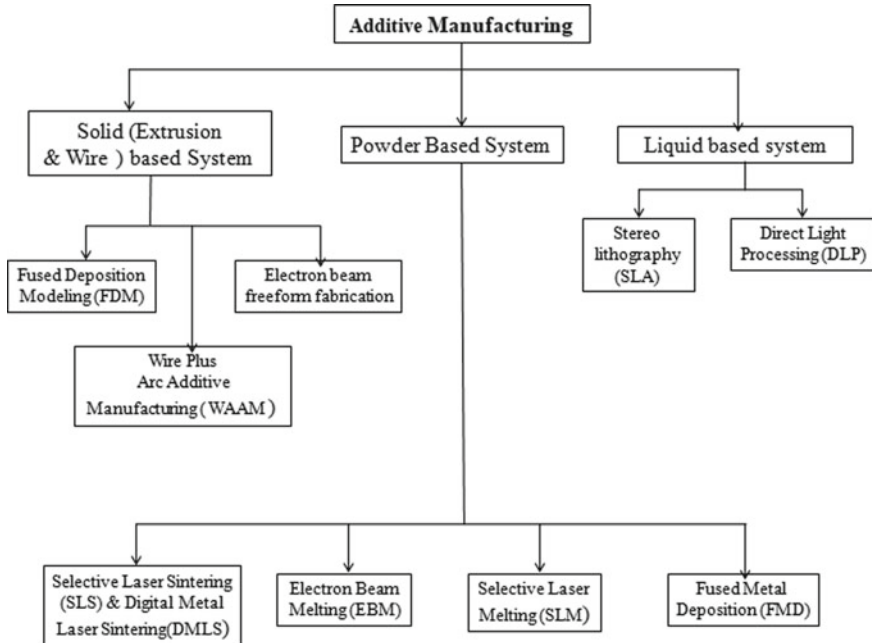 Additive Manufacturing
Solid (Extrusion
& Wire ) based System
Powder Based System
Liquid based system
Stereo
lithography
(SLA)
Direct Light
Processing (DLP)
Fused Deposition
Modeling (FDM)
Electron beam
freeform fabrication
Wire Plus
Arc Additive
Manufacturing ( WAAM )
Selective Laser Sintering
(SLS) & Digital Metal
Laser Sintering(DMLS)
Electron Beam
Melting (EBM)
Selective Laser
Melting (SLM)
Fused Metal
Deposition (FMD)